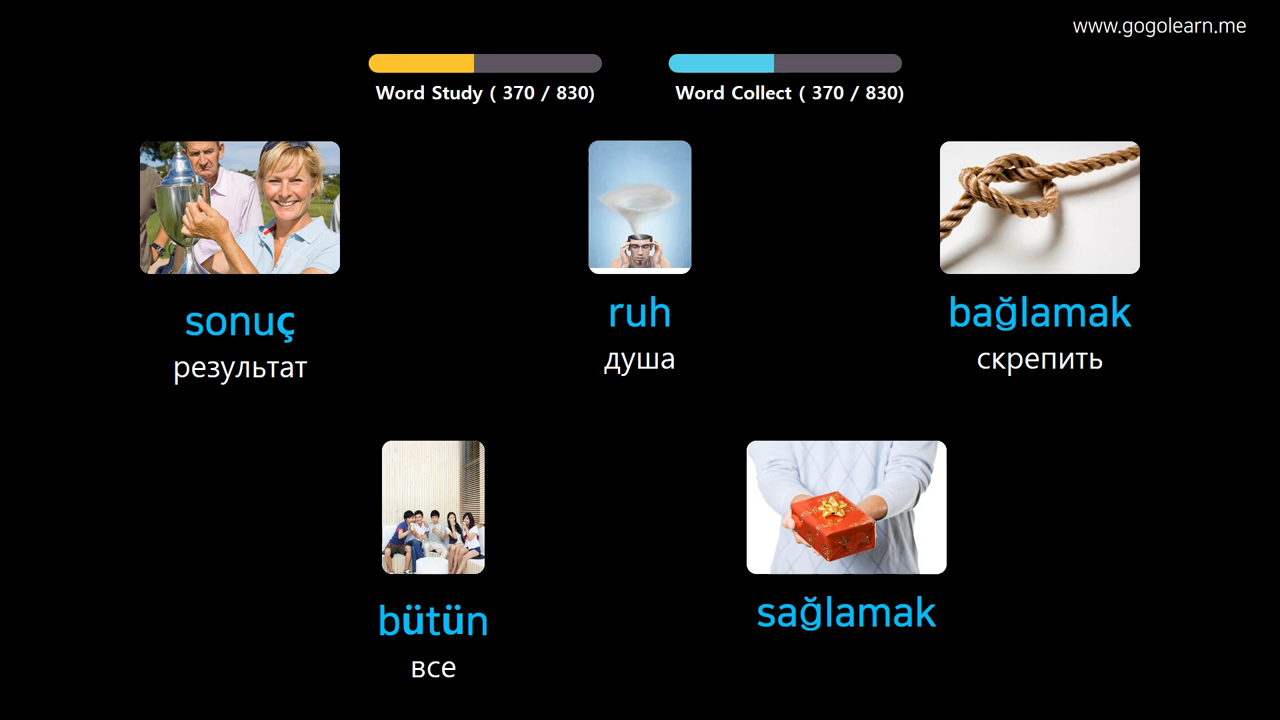 www.gogolearn.me
Word Study ( 370 / 830)
Word Collect ( 370 / 830)
sonuç
результат
ruh
душа
bağlamak
скрепить
bütün
все
sağlamak